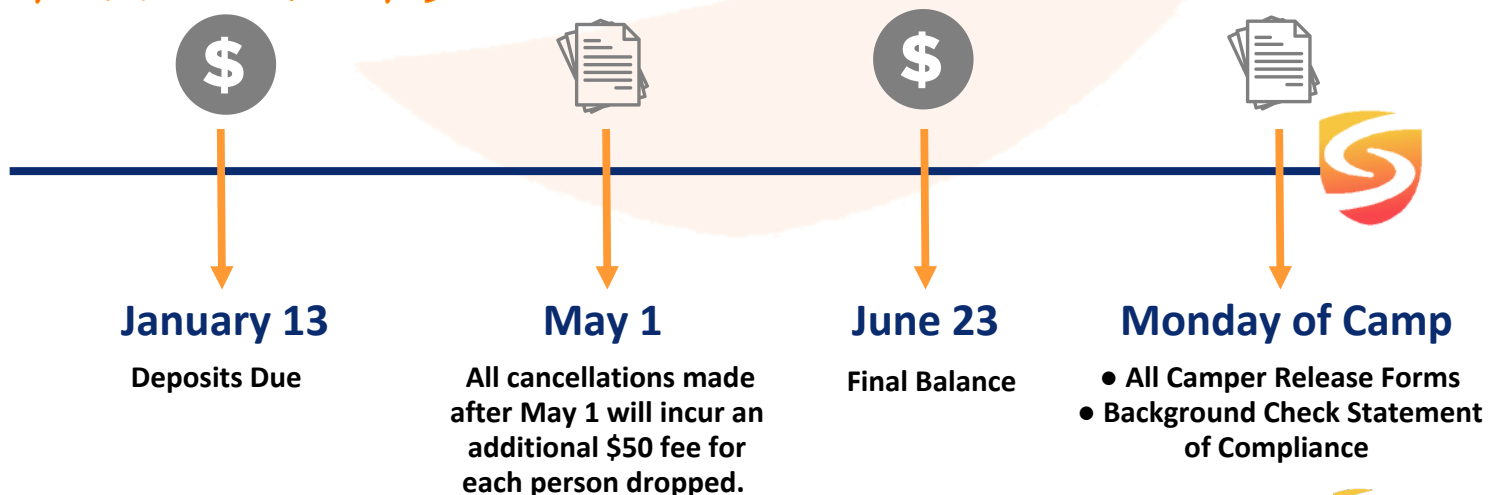 $
$
January 13
Deposits Due
May 1
All cancellations made
after May 1 will incur an
additional $50 fee for
each person dropped.
June 23
Final Balance
Monday of Camp
● All Camper Release Forms
● Background Check Statement
of Compliance